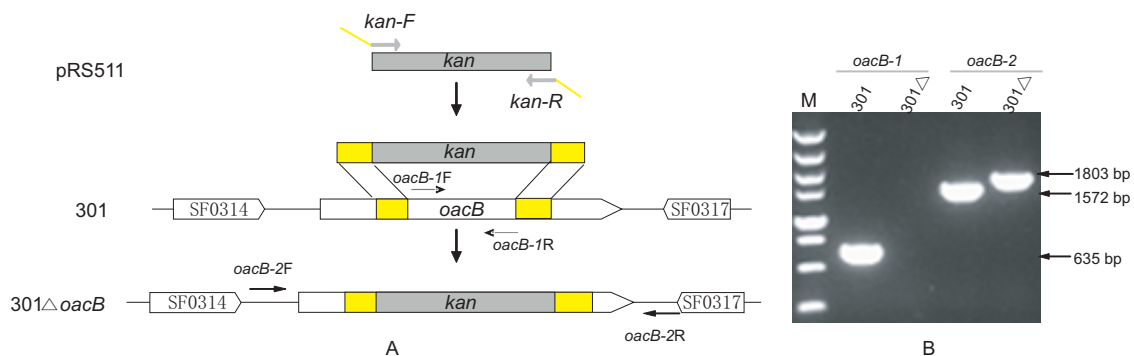 kan-F
pRS511
kan
kan-R
kan
oacB-1F
301
SF0314
oacB
SF0317
oacB-1R
oacB-2F
301△oacB
SF0314
kan
SF0317
oacB-2R
A
oacB-1 oacB-2
M 301 301△ 301 301△
1803 bp
1572 bp
635 bp
B